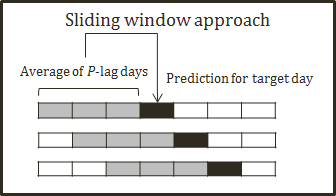 Sliding window approach
Average of P-lag days
Prediction for target day